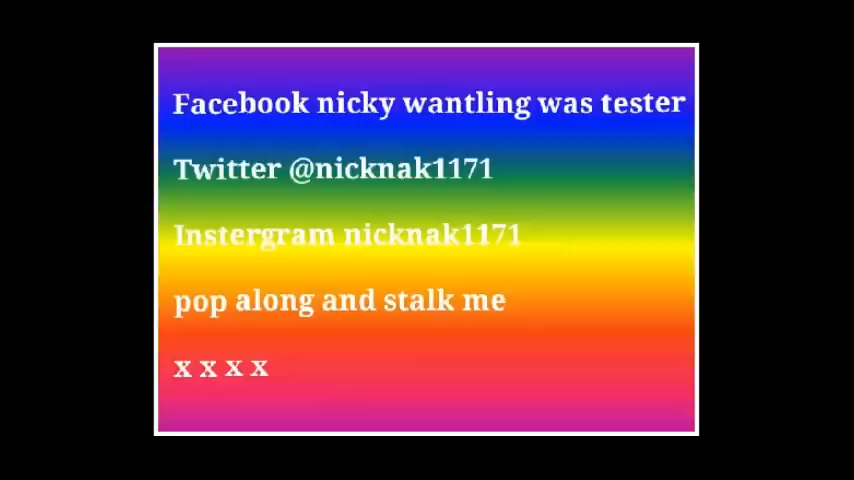 Facebook nicky wantling was tester
Twitter @nicknak1171
Instergram nicknak1171
pop along and stalk me
x x x x